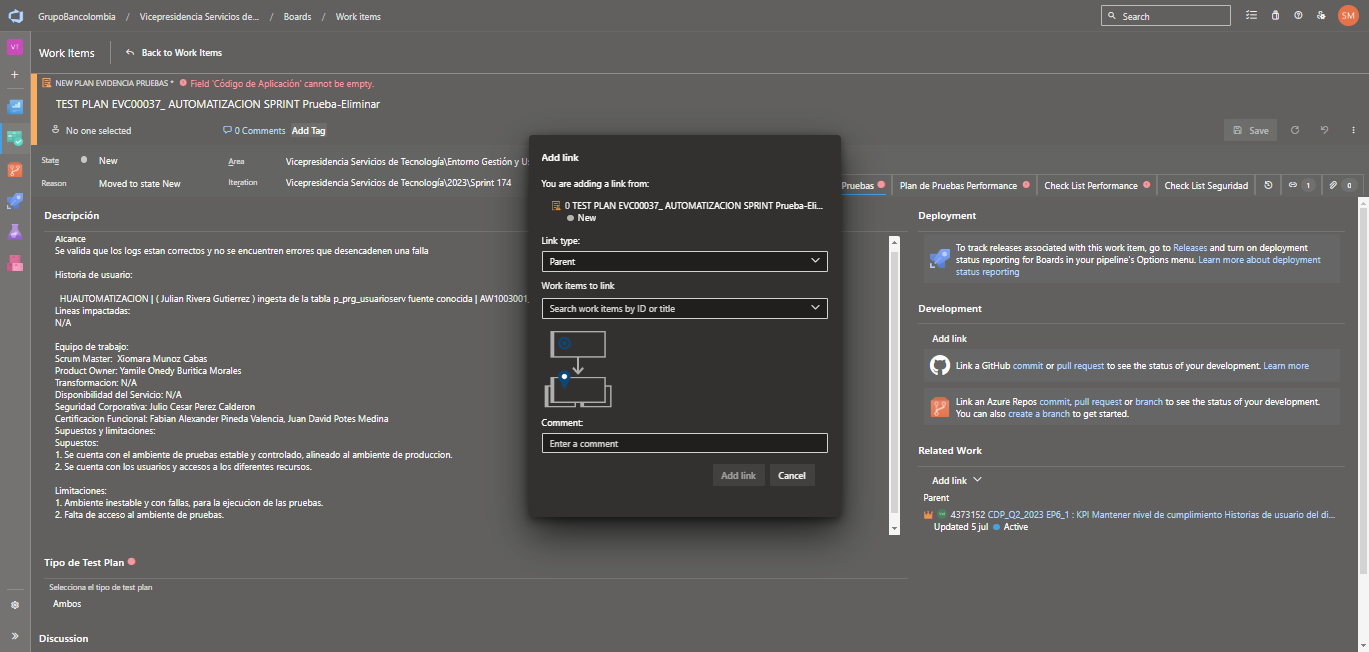 GrupoBancolombia / Vicepresidencia Servicios de... / Boards / Work items
Search
SM
VT
Work Items
Back to Work Items
NEW PLAN EVIDENCIA PRUEBAS * Field 'Código de Aplicación' cannot be empty.
TEST PLAN EVC00037_ AUTOMATIZACION SPRINT Prueba-Eliminar
No one selected
0 Comments
Add Tag
Save
State
New
Area
Vicepresidencia Servicios de Tecnología\Entorno Gestión y Us
Reason
Moved to state New
Iteration
Vicepresidencia Servicios de Tecnología\2023\Sprint 174
Pruebas
Plan de Pruebas Performance
Check List Performance
Check List Seguridad
1
0
Descripción
Alcance
Se valida que los logs estan correctos y no se encuentren errores que desencadenen una falla
Historia de usuario:
HUAUTOMATIZACION | ( Julian Rivera Gutierrez ) ingesta de la tabla p_prg_usuarioserv fuente conocida | AW1003001_
Lineas impactadas:
N/A
Equipo de trabajo:
Scrum Master: Xiomara Munoz Cabas
Product Owner: Yamile Onedy Buritica Morales
Transformacion: N/A
Disponibilidad del Servicio: N/A
Seguridad Corporativa: Julio Cesar Perez Calderon
Certificacion Funcional: Fabian Alexander Pineda Valencia, Juan David Potes Medina
Supuestos y limitaciones:
Supuestos:
1. Se cuenta con el ambiente de pruebas estable y controlado, alineado al ambiente de produccion.
2. Se cuenta con los usuarios y accesos a los diferentes recursos.
Limitaciones:
1. Ambiente inestable y con fallas, para la ejecucion de las pruebas.
2. Falta de acceso al ambiente de pruebas.
Tipo de Test Plan
Selecciona el tipo de test plan
Ambos
Discussion
Add link
You are adding a link from:
0 TEST PLAN EVC00037_ AUTOMATIZACION SPRINT Prueba-Eli...
New
Link type:
Parent
Work items to link
Search work items by ID or title
Comment:
Enter a comment
Add link
Cancel
Deployment
To track releases associated with this work item, go to Releases and turn on deployment
status reporting for Boards in your pipeline's Options menu. Learn more about deployment
status reporting
Development
Add link
Link a GitHub commit or pull request to see the status of your development. Learn more
Link an Azure Repos commit, pull request or branch to see the status of your development.
You can also create a branch to get started.
Related Work
Add link
Parent
4373152 CDP_Q2_2023 EP6_1 : KPI Mantener nivel de cumplimiento Historias de usuario del di...
Updated 5 jul
Active